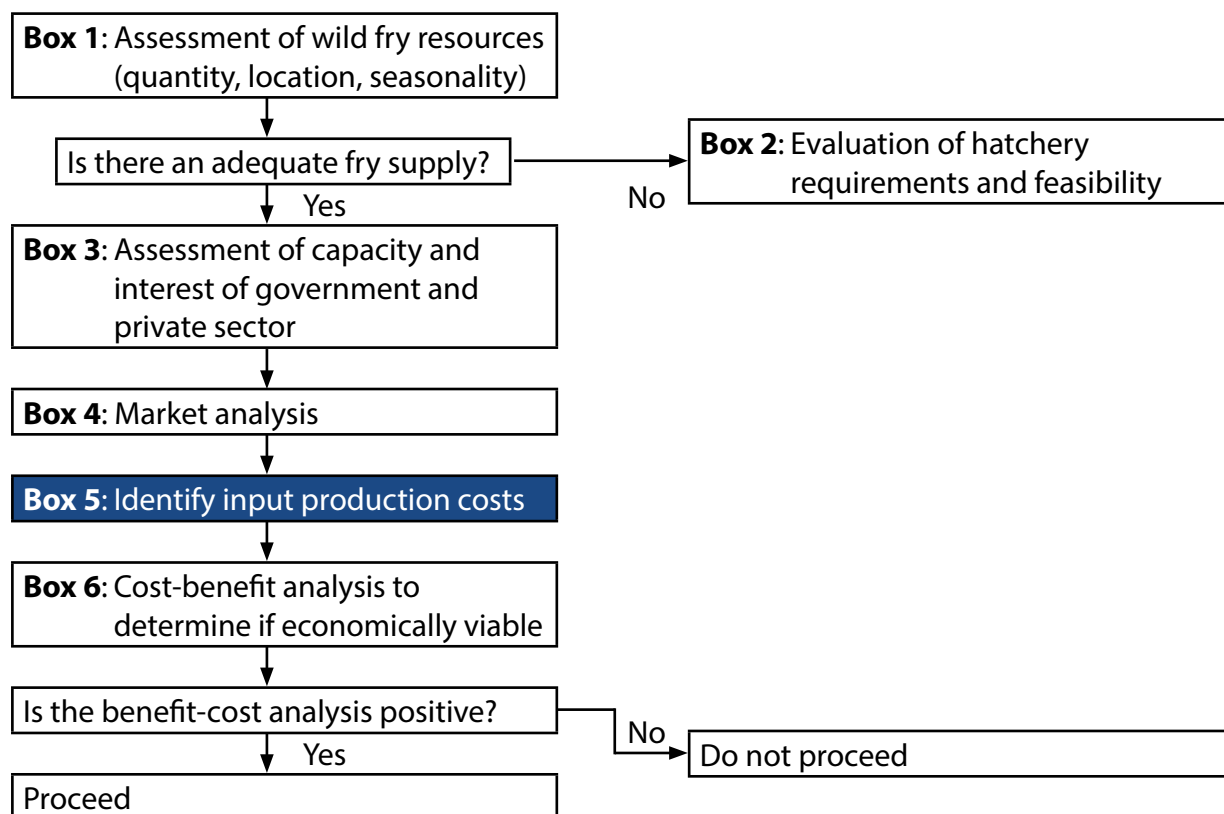 Box 1: Assessment of wild fry resources
(quantity, location, seasonality)
Is there an adequate fry supply?
No
Box 2: Evaluation of hatchery
requirements and feasibility
Yes
Box 3: Assessment of capacity and
interest of government and
private sector
Box 4: Market analysis
Box 5: Identify input production costs
Box 6: Cost-benefit analysis to
determine if economically viable
Is the benefit-cost analysis positive?
No
Do not proceed
Yes
Proceed